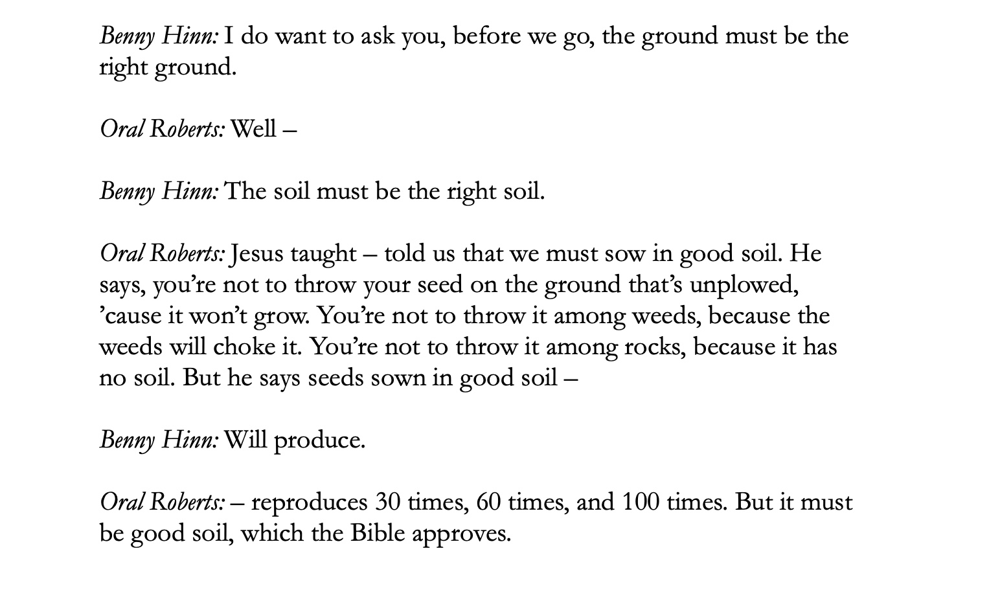 Benny Hinn: I do want to ask you, before we go, the ground must be the
right ground.
Oral Roberts: Well –
Benny Hinn: The soil must be the right soil.
Oral Roberts: Jesus taught – told us that we must sow in good soil. He
says, you’re not to throw your seed on the ground that’s unplowed,
’cause it won’t grow. You’re not to throw it among weeds, because the
weeds will choke it. You’re not to throw it among rocks, because it has
no soil. But he says seeds sown in good soil –
Benny Hinn: Will produce.
Oral Roberts: – reproduces 30 times, 60 times, and 100 times. But it must
be good soil, which the Bible approves.